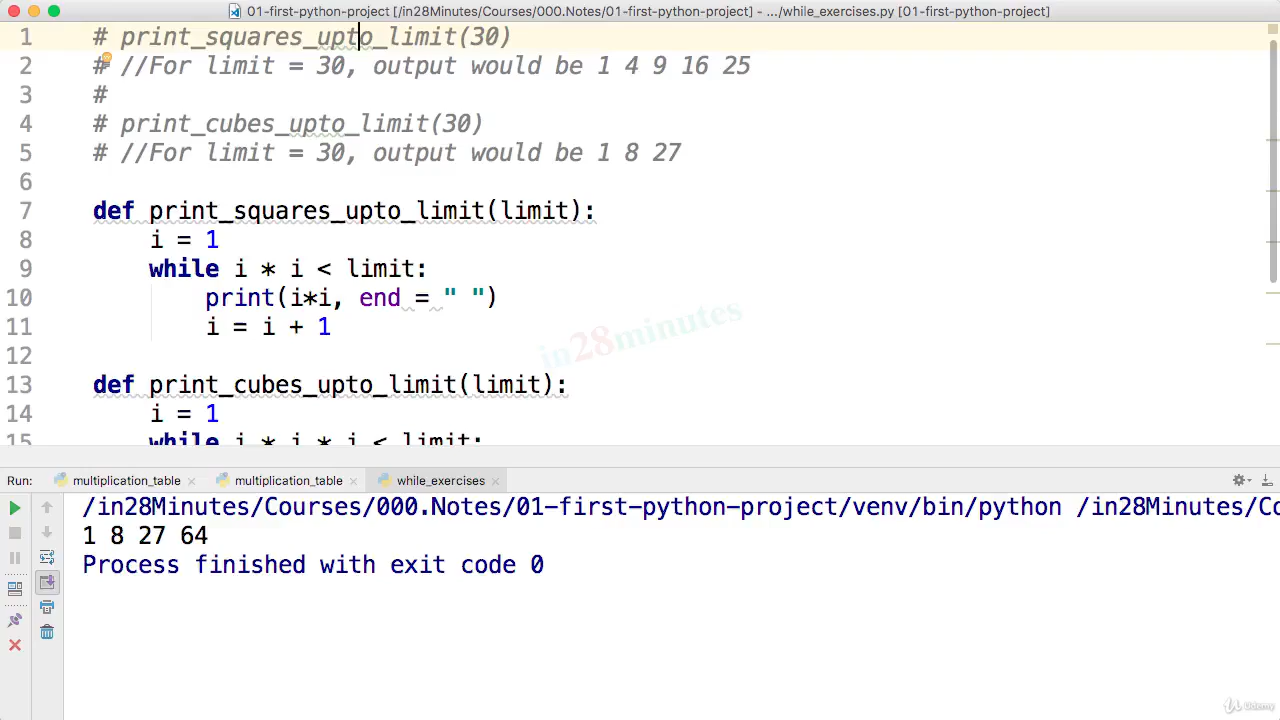 01-first-python-project [/in28Minutes/Courses/000.Notes/01-first-python-project] - .../while_exercises.py [01-first-python-project]
1 # print_squares_upto_limit(30)
2 # //For limit = 30, output would be 1 4 9 16 25
3 #
4 # print_cubes_upto_limit(30)
5 # //For limit = 30, output would be 1 8 27
6
7 def print_squares_upto_limit(limit):
8 i = 1
9 while i * i < limit:
10 print(i*i, end = " ")
11 i = i + 1
12
in28minutes
13 def print_cubes_upto_limit(limit):
14 i = 1
15 while i * i * i < limit:
Run: multiplication_table multiplication_table while_exercises
/in28Minutes/Courses/000.Notes/01-first-python-project/venv/bin/python /in28Minutes/Co
1 8 27 64
Process finished with exit code 0
Udemy